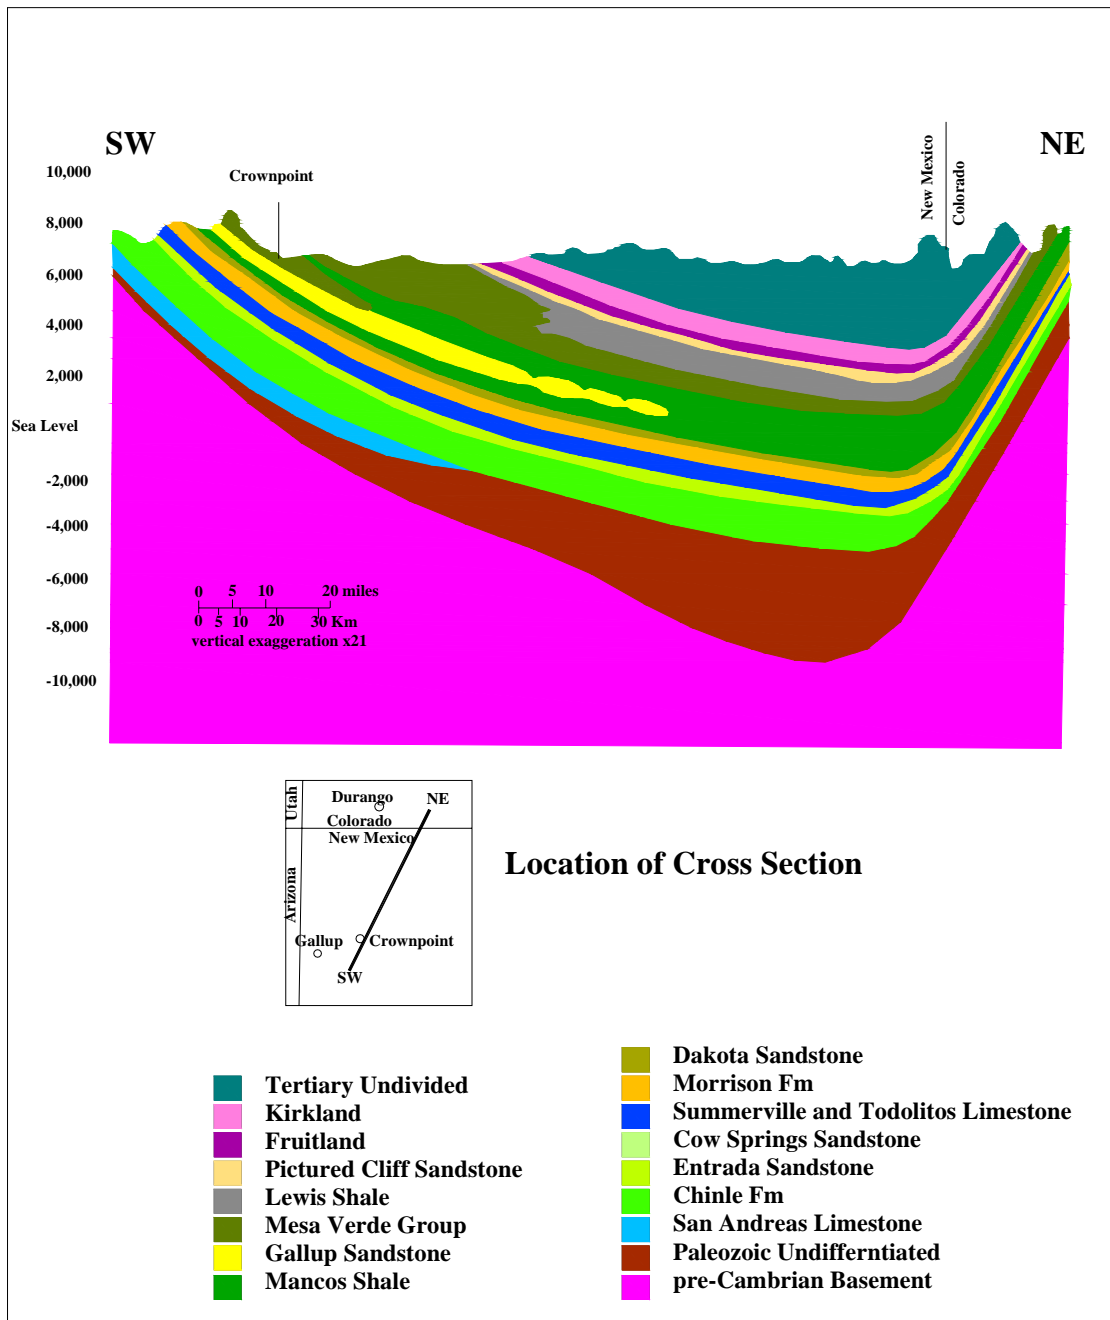 SW
NE
New Mexico
Colorado
Crownpoint
10,000
8,000
6,000
4,000
2,000
Sea Level
-2,000
-4,000
-6,000
-8,000
-10,000
0 5 10 20 miles
0 5 10 20 30 Km
vertical exaggeration x21
Utah
Durango
NE
Colorado
New Mexico
Arizona
Gallup
Crownpoint
SW
Location of Cross Section
Tertiary Undivided
Kirkland
Fruitland
Pictured Cliff Sandstone
Lewis Shale
Mesa Verde Group
Gallup Sandstone
Mancos Shale
Dakota Sandstone
Morrison Fm
Summerville and Todolitos Limestone
Cow Springs Sandstone
Entrada Sandstone
Chinle Fm
San Andreas Limestone
Paleozoic Undifferntiated
pre-Cambrian Basement